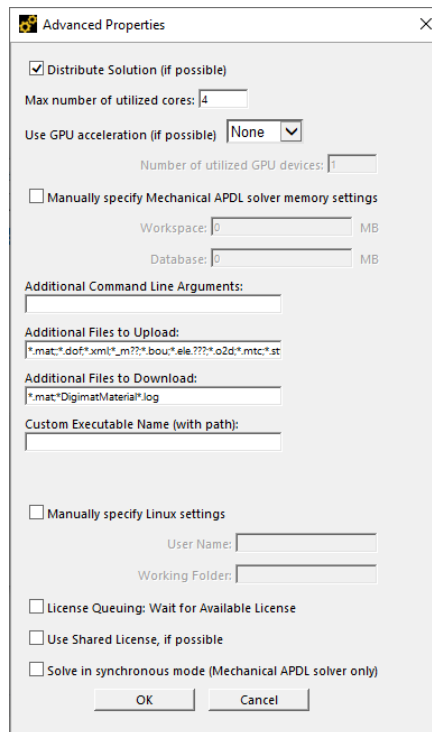 Advanced Properties
Distribute Solution (if possible)
Max number of utilized cores: 4
Use GPU acceleration (if possible) None
Number of utilized GPU devices: 1
Manually specify Mechanical APDL solver memory settings
Workspace: 0 MB
Database: 0 MB
Additional Command Line Arguments:
Additional Files to Upload:
*.mat;*.dof;*.xml;*_m??;*.bou;*.ele.???;*.o2d;*.mtc;*.st
Additional Files to Download:
*.mat;*DigimatMaterial*.log
Custom Executable Name (with path):
Manually specify Linux settings
User Name:
Working Folder:
License Queuing: Wait for Available License
Use Shared License, if possible
Solve in synchronous mode (Mechanical APDL solver only)
OK Cancel